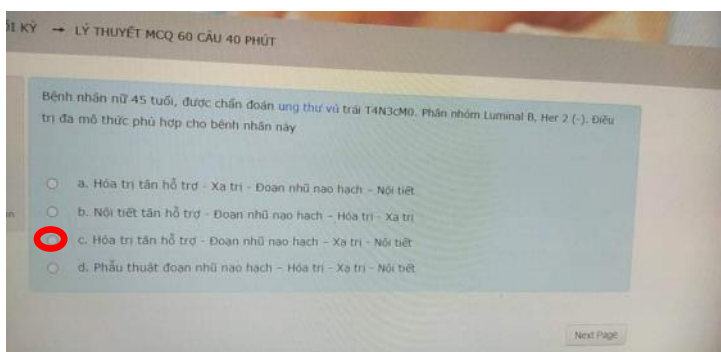 ỐI KỲ → LÝ THUYẾT MCQ 60 CÂU 40 PHÚT
Bệnh nhân nữ 45 tuổi, được chẩn đoán ung thư vú trái T4N3cM0. Phân nhóm Luminal B, Her 2 (-). Điều
trị đa mô thức phù hợp cho bệnh nhân này
a. Hóa trị tân hỗ trợ - Xạ trị - Đoạn nhũ nạo hạch - Nội tiết
b. Nội tiết tân hỗ trợ - Đoạn nhũ nạo hạch - Hóa trị - Xạ trị
c. Hóa trị tân hỗ trợ - Đoạn nhũ nạo hạch - Xạ trị - Nội tiết
d. Phẫu thuật đoạn nhũ nạo hạch - Hóa trị - Xạ trị - Nội tiết
Next Page